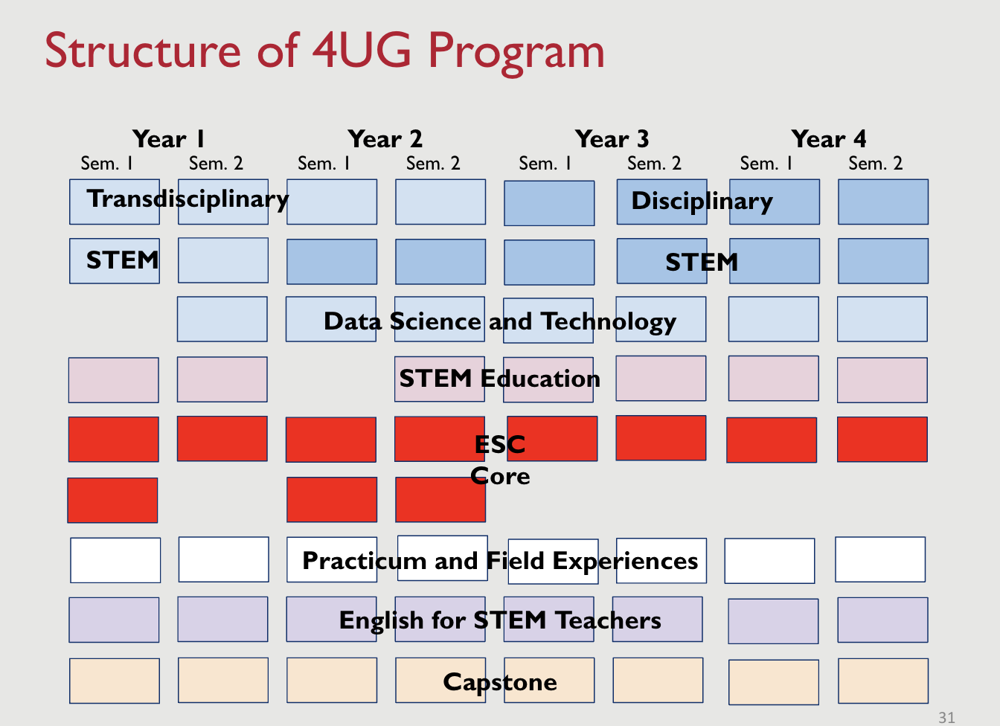 Structure of 4UG Program
Year 1 Year 2 Year 3 Year 4
Sem. 1 Sem. 2 Sem. 1 Sem. 2 Sem. 1 Sem. 2 Sem. 1 Sem. 2
Transdisciplinary Disciplinary
STEM STEM
Data Science and Technology
STEM Education
ESC
Core
Practicum and Field Experiences
English for STEM Teachers
Capstone
31